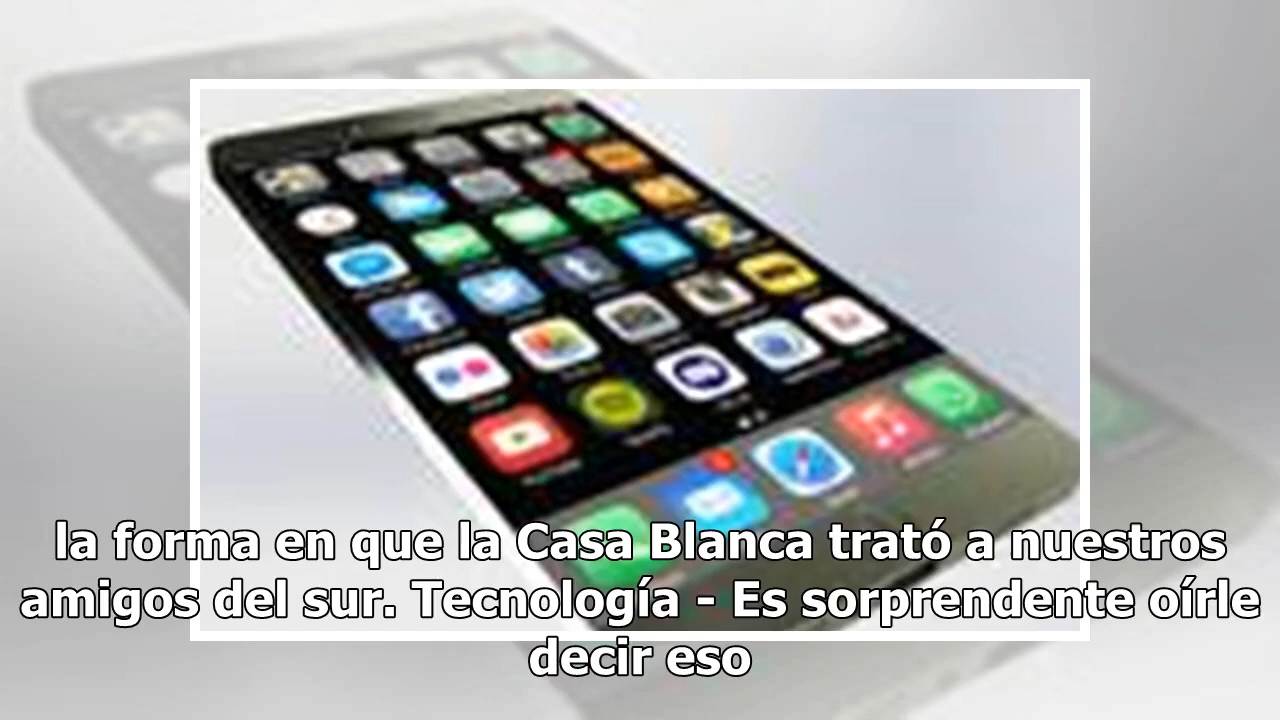 la forma en que la Casa Blanca trató a nuestros
amigos del sur. Tecnología - Es sorprendente oírle
decir eso